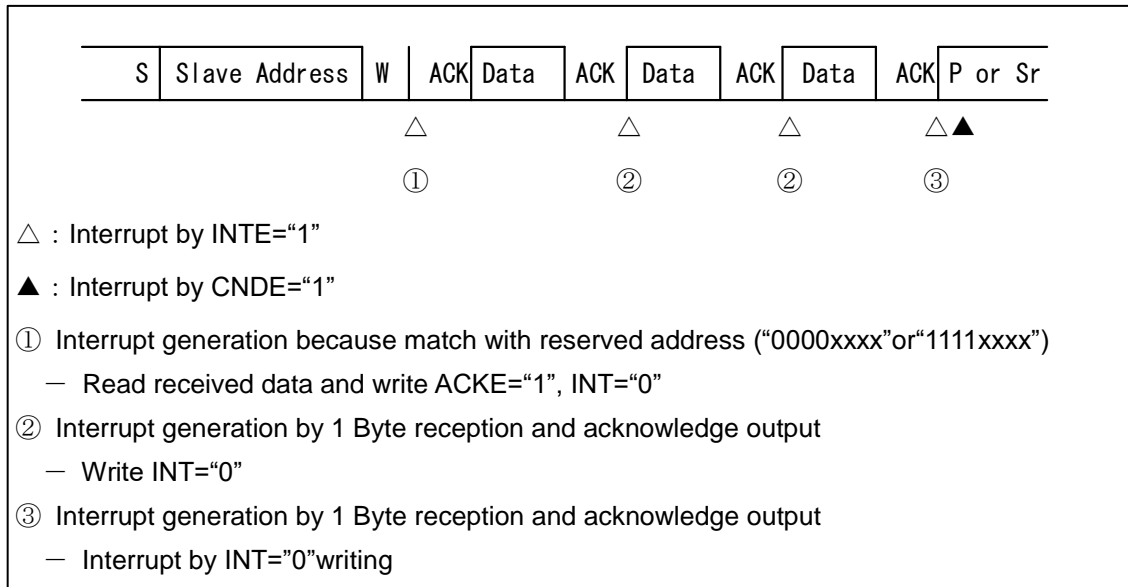 S Slave Address W ACK Data ACK Data ACK Data ACK P or Sr
△ △ △ △▲
① ② ② ③
△ : Interrupt by INTE=“1”
▲ : Interrupt by CNDE=“1”
① Interrupt generation because match with reserved address (“0000xxxx”or“1111xxxx”)
－ Read received data and write ACKE=“1”, INT=“0”
② Interrupt generation by 1 Byte reception and acknowledge output
－ Write INT=“0”
③ Interrupt generation by 1 Byte reception and acknowledge output
－ Interrupt by INT=”0”writing